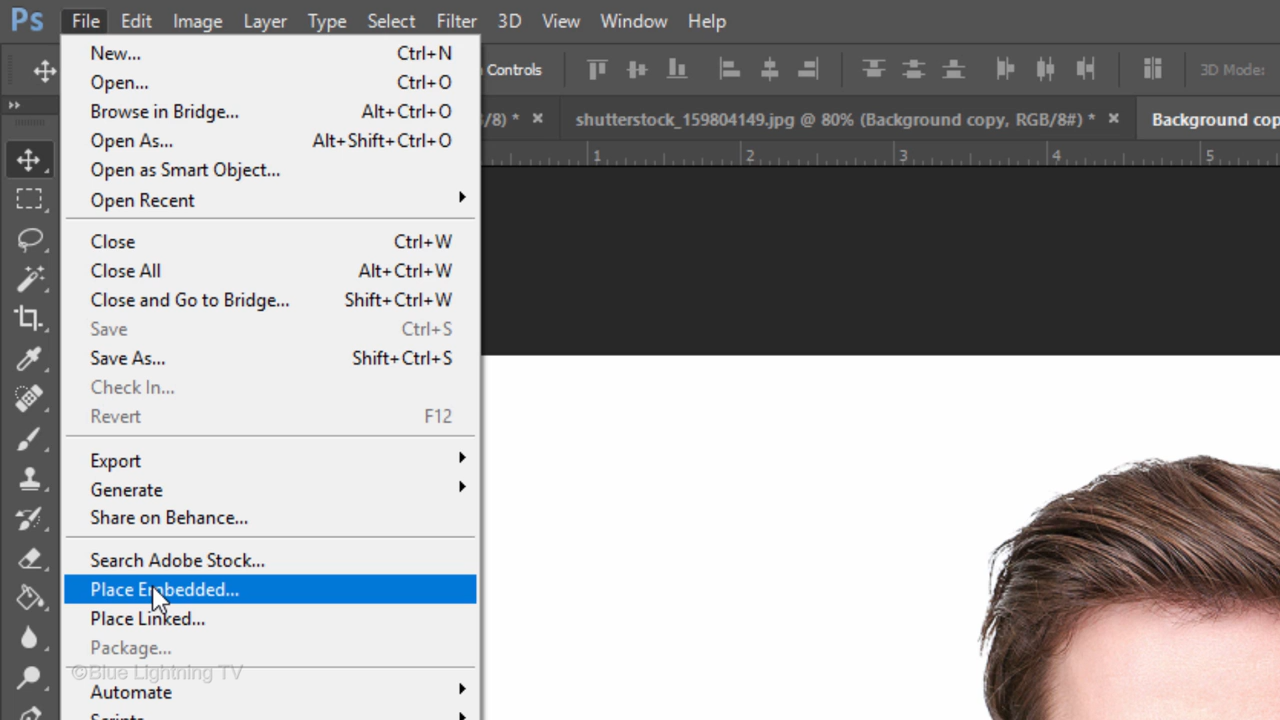 Ps File Edit Image Layer Type Select Filter 3D View Window Help
Controls 3D Mode:
/8) * × shutterstock_159804149.jpg @ 80% (Background copy, RGB/8#) * × Background cop
1 2 3 4 5
New... Ctrl+N
Open... Ctrl+O
Browse in Bridge... Alt+Ctrl+O
Open As... Alt+Shift+Ctrl+O
Open as Smart Object...
Open Recent
Close Ctrl+W
Close All Alt+Ctrl+W
Close and Go to Bridge... Shift+Ctrl+W
Save Ctrl+S
Save As... Shift+Ctrl+S
Check In...
Revert F12
Export
Generate
Share on Behance...
Search Adobe Stock...
Place Embedded...
Place Linked...
Package...
©Blue Lightning TV
Automate
Scripts